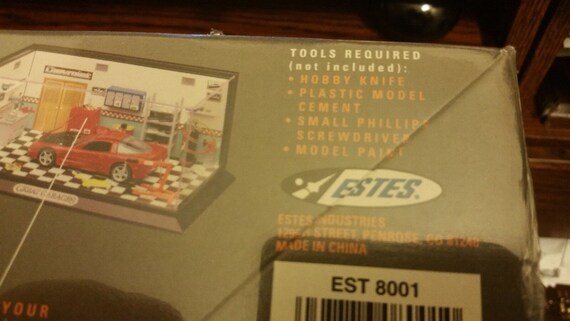 TOOLS REQUIRED
(not included):
• HOBBY KNIFE
• PLASTIC MODEL
CEMENT
• SMALL PHILLIPS
SCREWDRIVER
• MODEL PAINT
ESTES®
ESTES INDUSTRIES
1295 H STREET, PENROSE, CO 81240
MADE IN CHINA
EST 8001
YOUR